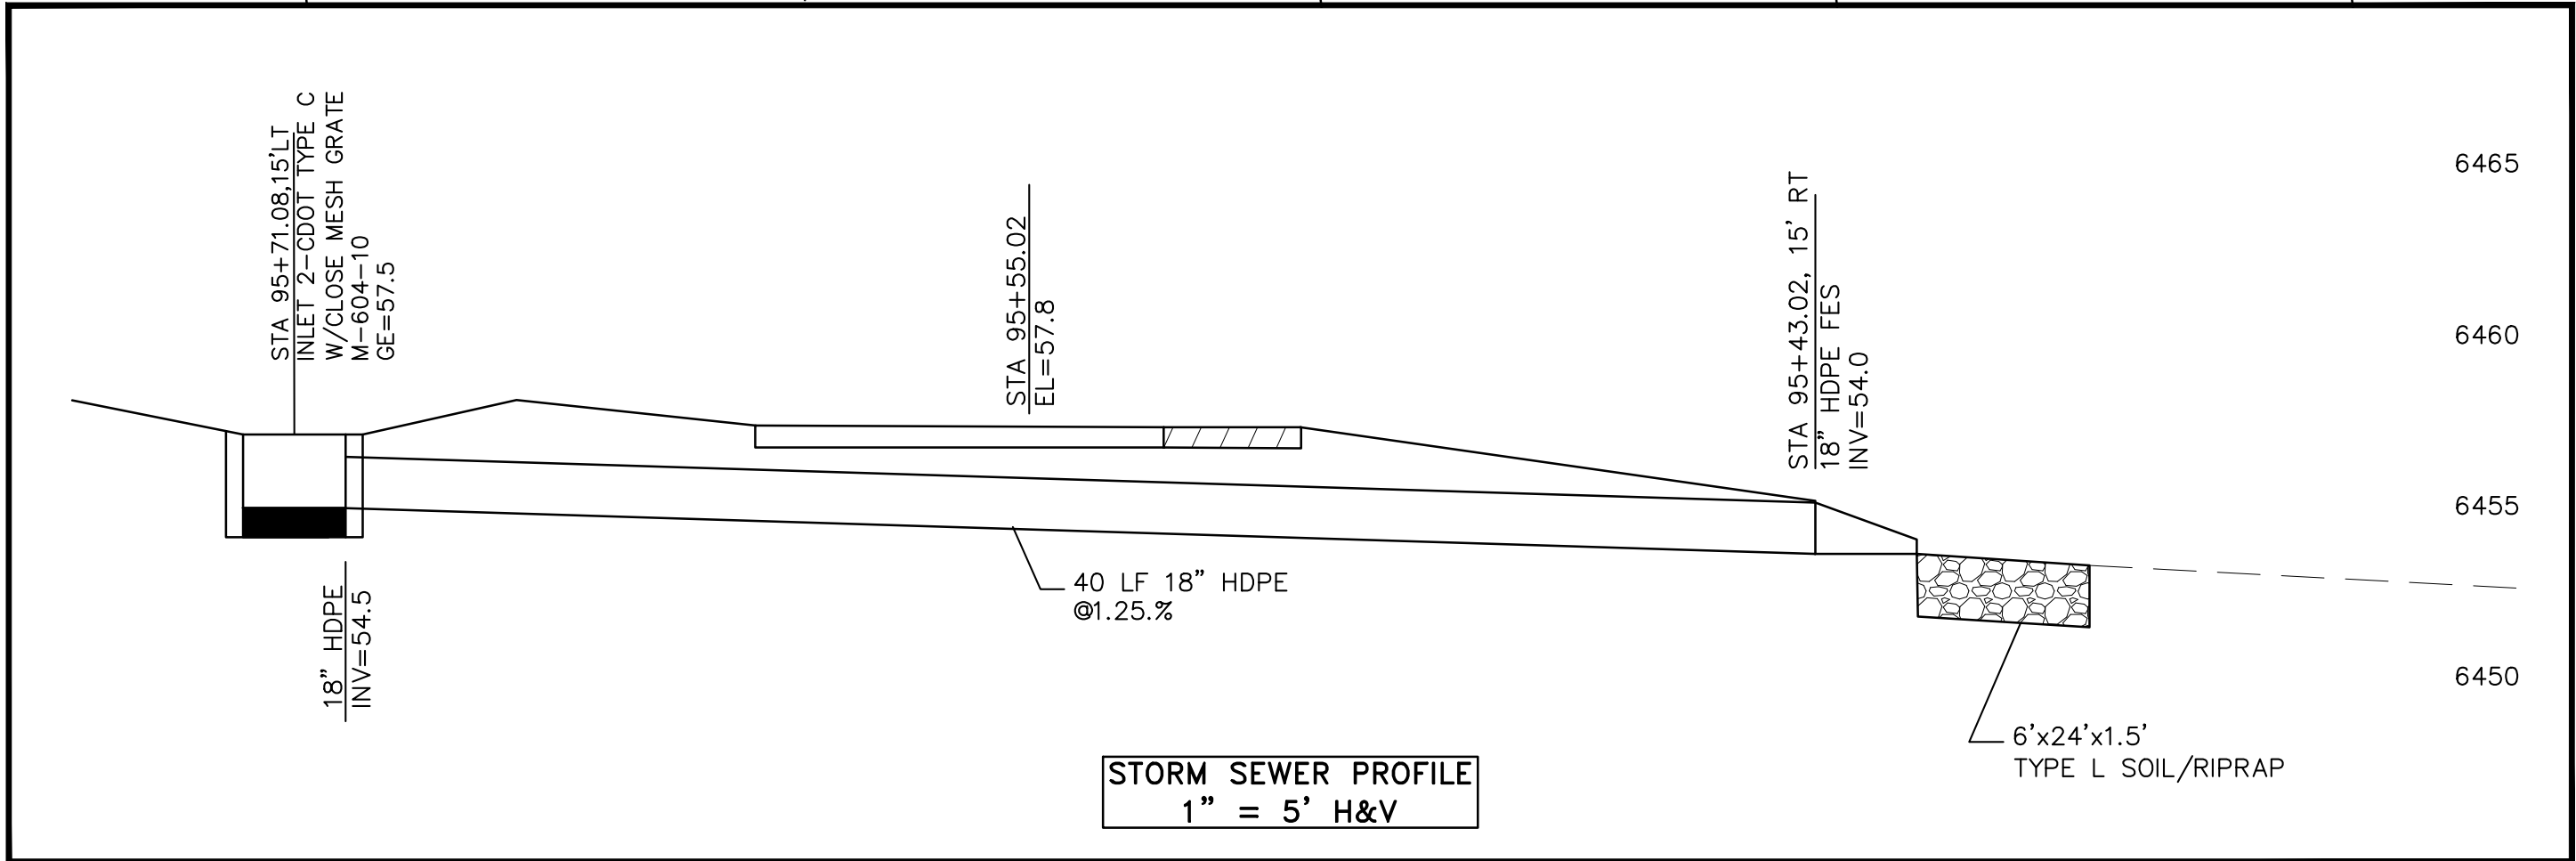 STA 95+71.08,15'LT
INLET 2-CDOT TYPE C
W/CLOSE MESH GRATE
M-604-10
GE=57.5
STA 95+55.02
EL=57.8
STA 95+43.02, 15' RT
18" HDPE FES
INV=54.0
6465
6460
6455
6450
18" HDPE
INV=54.5
40 LF 18" HDPE
@1.25.%
6'x24'x1.5'
TYPE L SOIL/RIPRAP
STORM SEWER PROFILE
1" = 5' H&V